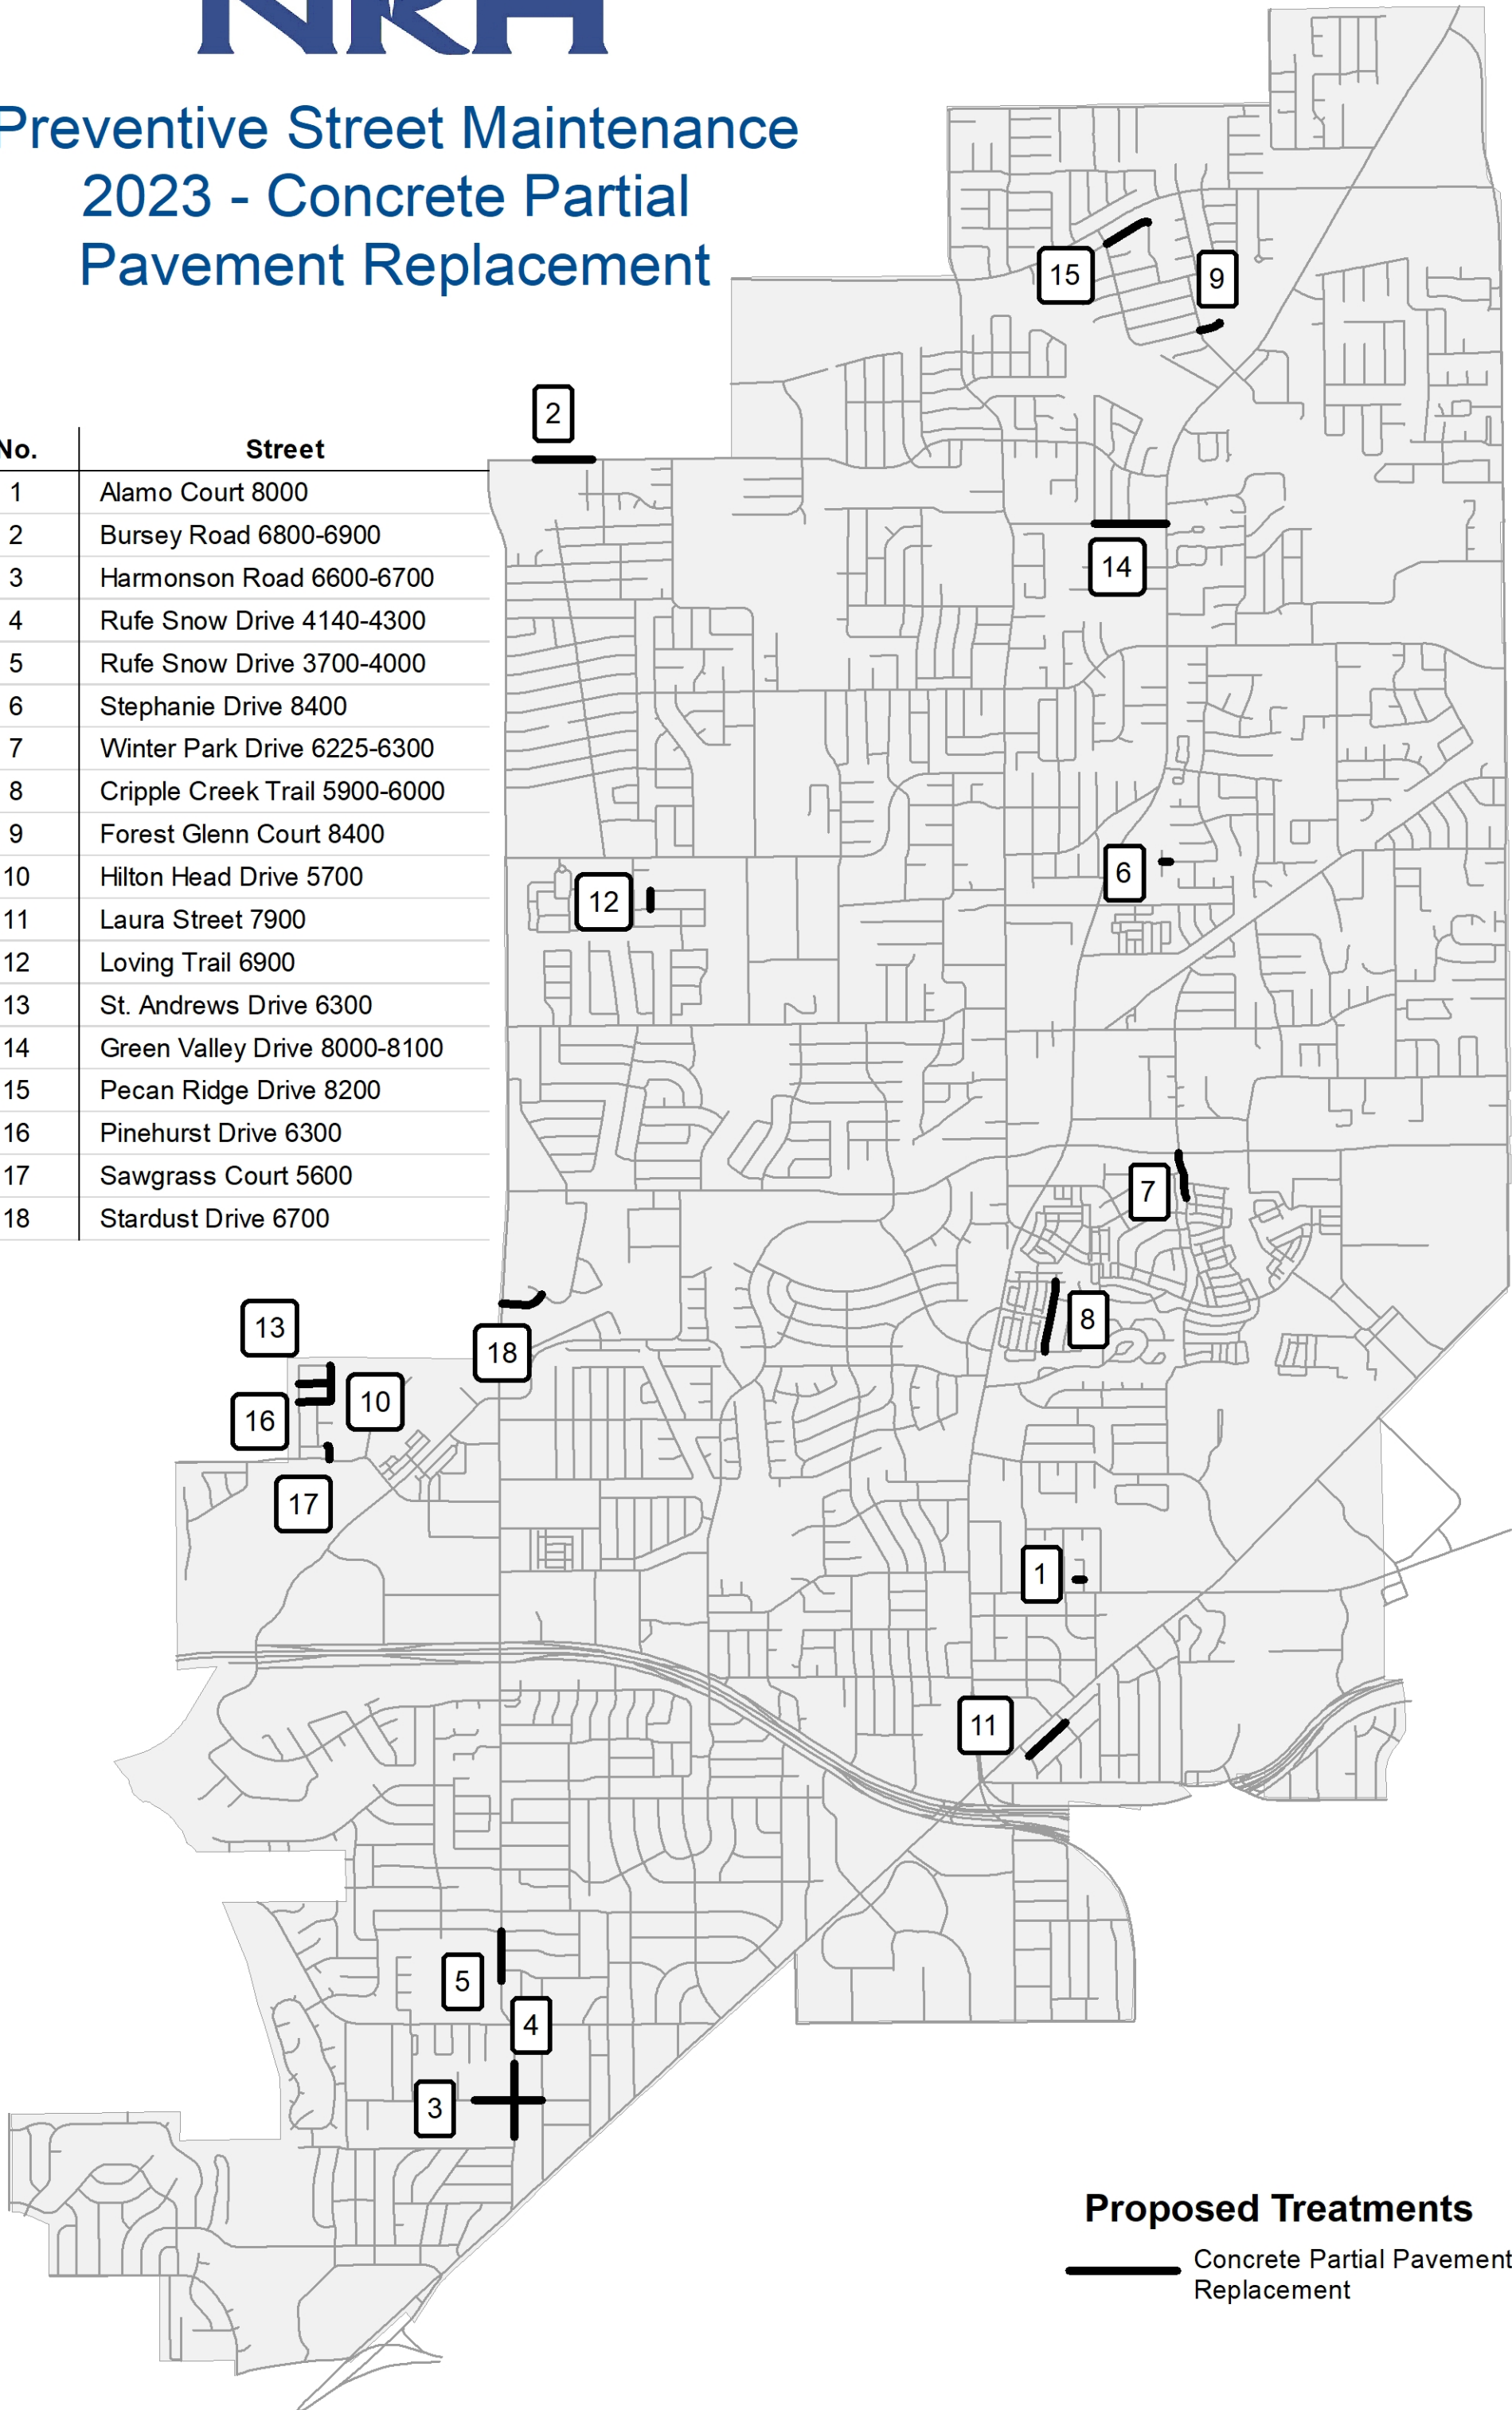 NRH
Preventive Street Maintenance
2023 - Concrete Partial
Pavement Replacement
No. Street
1 Alamo Court 8000
2 Bursey Road 6800-6900
3 Harmonson Road 6600-6700
4 Rufe Snow Drive 4140-4300
5 Rufe Snow Drive 3700-4000
6 Stephanie Drive 8400
7 Winter Park Drive 6225-6300
8 Cripple Creek Trail 5900-6000
9 Forest Glenn Court 8400
10 Hilton Head Drive 5700
11 Laura Street 7900
12 Loving Trail 6900
13 St. Andrews Drive 6300
14 Green Valley Drive 8000-8100
15 Pecan Ridge Drive 8200
16 Pinehurst Drive 6300
17 Sawgrass Court 5600
18 Stardust Drive 6700
15
9
2
14
6
12
7
8
13
18
10
16
17
1
11
5
4
3
Proposed Treatments
Concrete Partial Pavement
Replacement